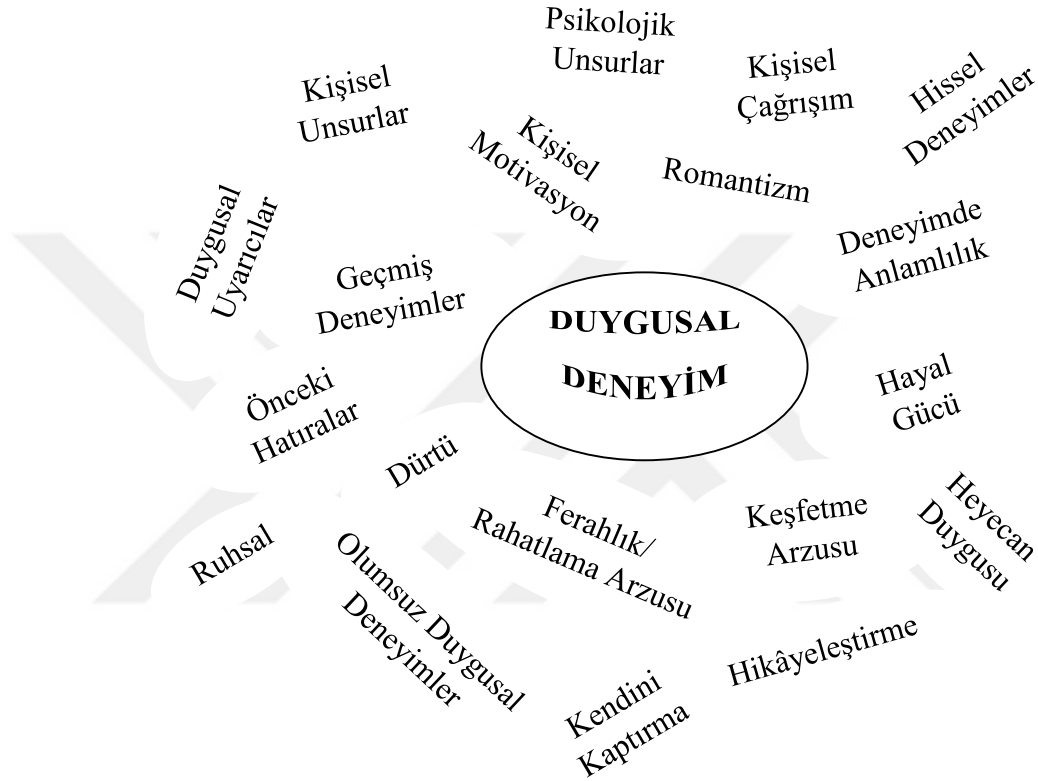 Psikolojik
Unsurlar
Kişisel
Unsurlar
Kişisel
Çağrışım
Hissel
Deneyimler
Kişisel
Motivasyon
Romantizm
Duygusal
Uyarıcılar
Geçmiş
Deneyimler
Deneyimde
Anlamlılık
DUYGUSAL
DENEYİM
Önceki
Hatıralar
Hayal
Gücü
Dürtü
Ferahlık/
Rahatlama Arzusu
Keşfetme
Arzusu
Heyecan
Duygusu
Ruhsal
Olumsuz Duygusal
Deneyimler
Hikâyeleştirme
Kendini
Kaptırma